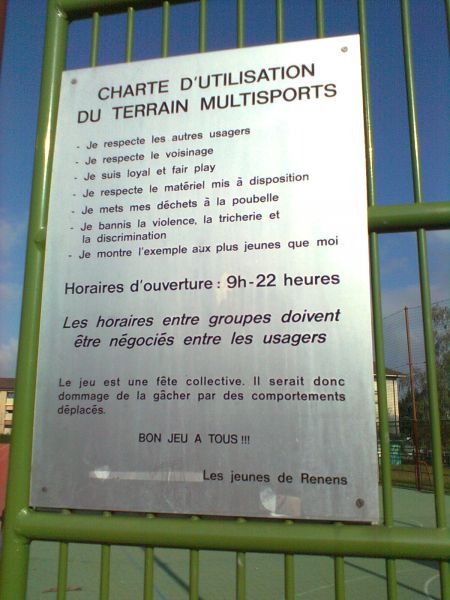 CHARTE D'UTILISATION
DU TERRAIN MULTISPORTS
- Je respecte les autres usagers
- Je respecte le voisinage
- Je suis loyal et fair play
- Je respecte le matériel mis à disposition
- Je mets mes déchets à la poubelle
- Je bannis la violence, la tricherie et
la discrimination
- Je montre l'exemple aux plus jeunes que moi
Horaires d'ouverture : 9h-22 heures
Les horaires entre groupes doivent
être négociés entre les usagers
Le jeu est une fête collective. Il serait donc
dommage de la gâcher par des comportements
déplacés.
BON JEU A TOUS !!!
Les jeunes de Renens